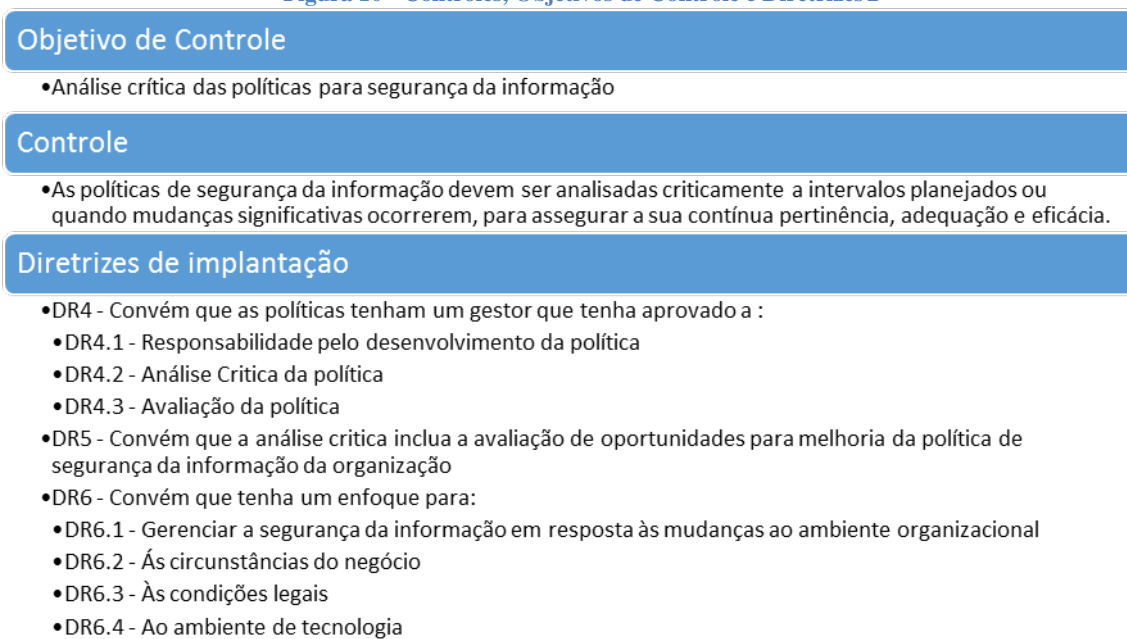 Objetivo de Controle
•Análise crítica das políticas para segurança da informação
Controle
•As políticas de segurança da informação devem ser analisadas criticamente a intervalos planejados ou
quando mudanças significativas ocorrerem, para assegurar a sua contínua pertinência, adequação e eficácia.
Diretrizes de implantação
•DR4 - Convém que as políticas tenham um gestor que tenha aprovado a :
•DR4.1 - Responsabilidade pelo desenvolvimento da política
•DR4.2 - Análise Critica da política
•DR4.3 - Avaliação da política
•DR5 - Convém que a análise critica inclua a avaliação de oportunidades para melhoria da política de
segurança da informação da organização
•DR6 - Convém que tenha um enfoque para:
•DR6.1 - Gerenciar a segurança da informação em resposta às mudanças ao ambiente organizacional
•DR6.2 - Ás circunstâncias do negócio
•DR6.3 - Às condições legais
•DR6.4 - Ao ambiente de tecnologia